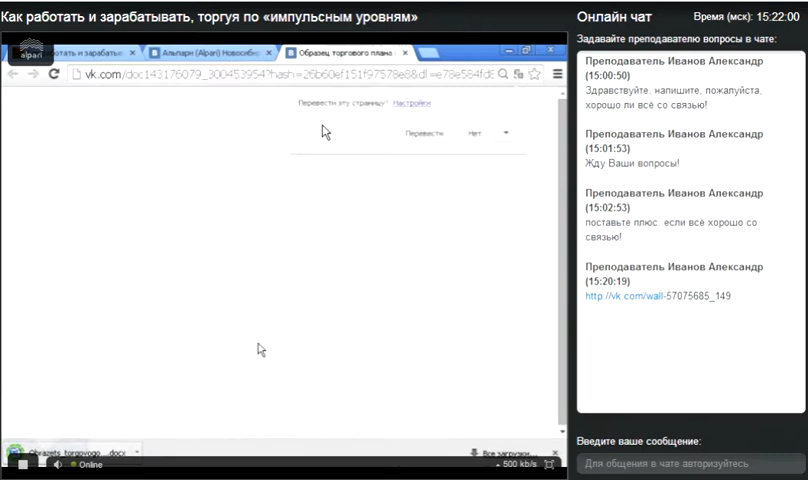 Как работать и зарабатывать, торгуя по «импульсным уровням»
Онлайн чат
Время (мск): 15:22:00
Задавайте преподавателю вопросы в чате:
alpari
Альпари (Alpari) Новосибир
Образец торгового плана
vk.com/doc143176079_300453954?hash=26b60ef151f97578e8&dl=e78e584fd8
Перевести эту страницу? Настройки
Перевести
Нет
Преподаватель Иванов Александр
(15:00:50)
Здравствуйте, напишите, пожалуйста,
хорошо ли всё со связью!
Преподаватель Иванов Александр
(15:01:53)
Жду Ваши вопросы!
Преподаватель Иванов Александр
(15:02:53)
поставьте плюс если всё хорошо со
связью!
Преподаватель Иванов Александр
(15:20:19)
http://vk.com/wall-57075685_149
Obrazets_torgovogo_...docx
Все загрузки...
Online
500 kb/s
Введите ваше сообщение:
Для общения в чате авторизуйтесь